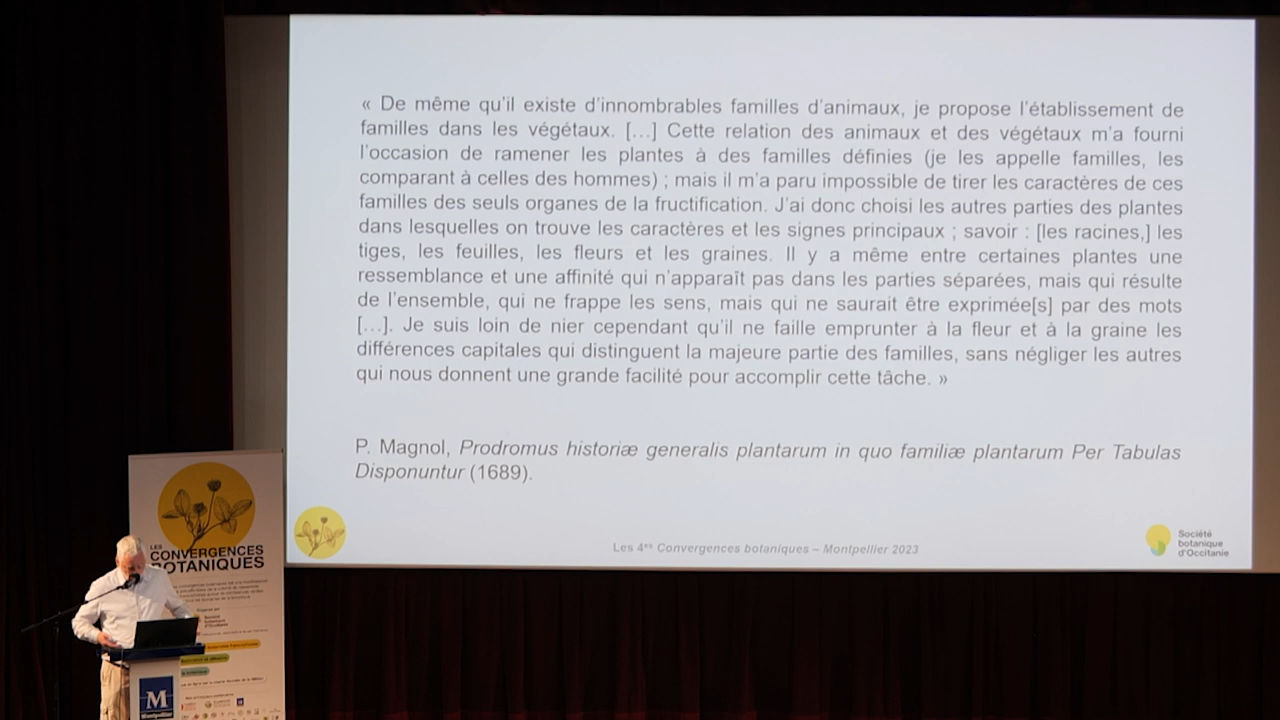 « De même qu'il existe d'innombrables familles d'animaux, je propose l'établissement de
familles dans les végétaux. […] Cette relation des animaux et des végétaux m'a fourni
l'occasion de ramener les plantes à des familles définies (je les appelle familles, les
comparant à celles des hommes) ; mais il m'a paru impossible de tirer les caractères de ces
familles des seuls organes de la fructification. J'ai donc choisi les autres parties des plantes
dans lesquelles on trouve les caractères et les signes principaux ; savoir : [les racines,] les
tiges, les feuilles, les fleurs et les graines. Il y a même entre certaines plantes une
ressemblance et une affinité qui n'apparaît pas dans les parties séparées, mais qui résulte
de l'ensemble, qui ne frappe les sens, mais qui ne saurait être exprimée[s] par des mots
[…]. Je suis loin de nier cependant qu'il ne faille emprunter à la fleur et à la graine les
différences capitales qui distinguent la majeure partie des familles, sans négliger les autres
qui nous donnent une grande facilité pour accomplir cette tâche. »
P. Magnol, Prodromus historiæ generalis plantarum in quo familiæ plantarum Per Tabulas
Disponuntur (1689).
Les 4es Convergences botaniques – Montpellier 2023
Société
botanique
d'Occitanie
LES
CONVERGENCES
BOTANIQUES
Société
botanique
d'Occitanie
M
Montpellier